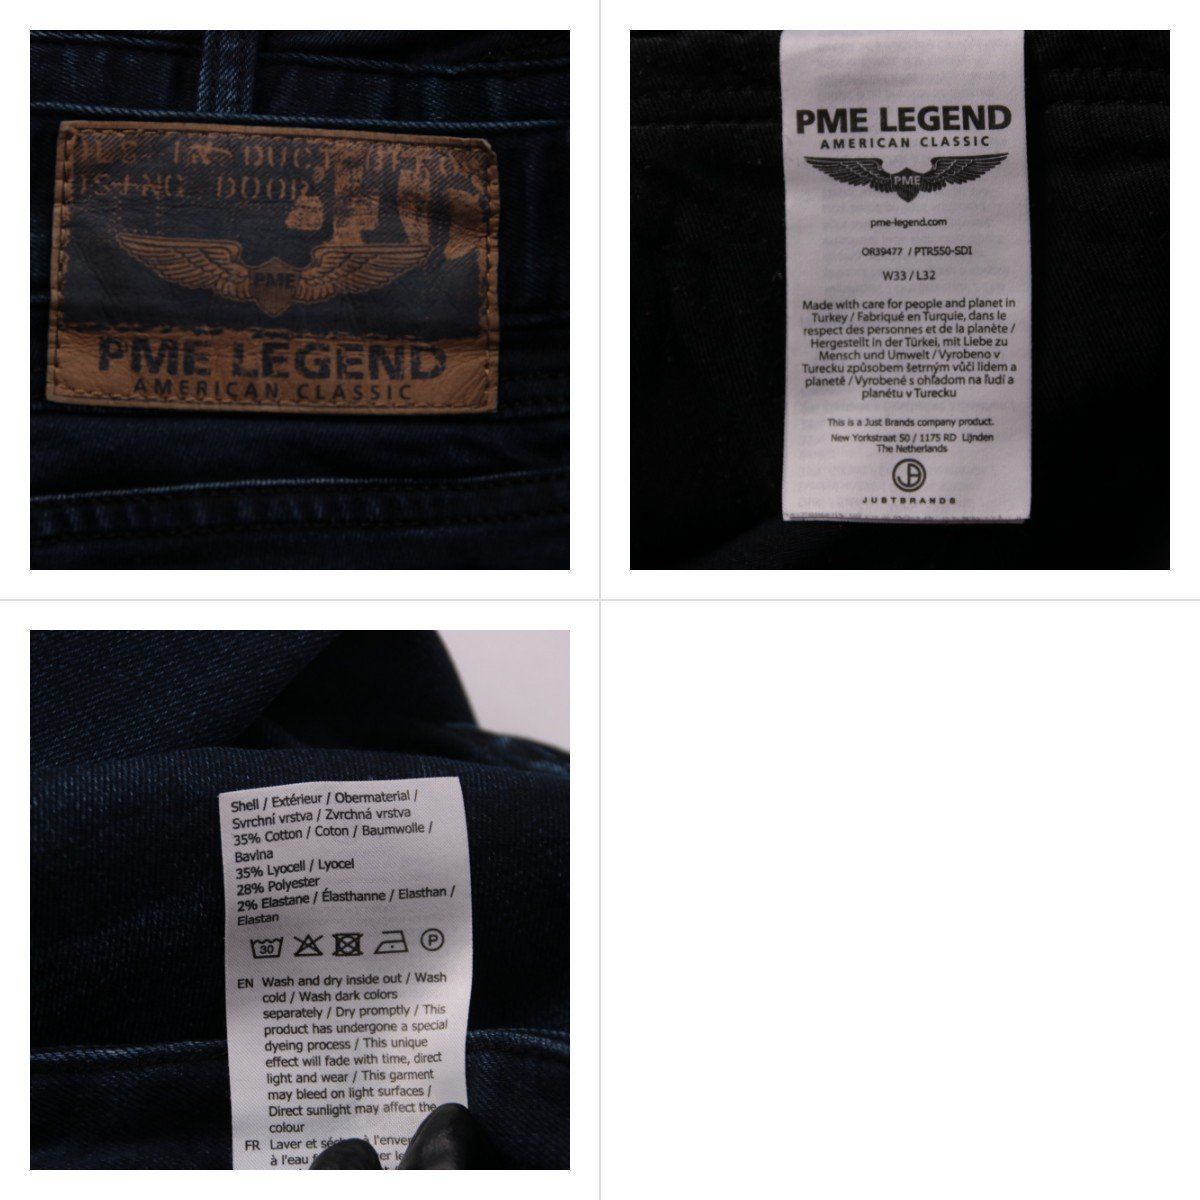 PME
PME LEGEND
AMERICAN CLASSIC
PME LEGEND
AMERICAN CLASSIC
PME
pme-legend.com
OR39477 / PTR550-SDI
W33 / L32
Made with care for people and planet in
Turkey / Fabriqué en Turquie, dans le
respect des personnes et de la planète /
Hergestellt in der Türkei, mit Liebe zu
Mensch und Umwelt / Vyrobeno v
Turecku způsobem šetrným vůči lidem a
planetě / Vyrobené s ohľadom na ľudí a
planétu v Turecku
This is a Just Brands company product.
New Yorkstraat 50 / 1175 RD Lijnden
The Netherlands
JB
JUSTBRANDS
Shell / Extérieur / Obermaterial /
Svrchní vrstva / Zvrchná vrstva
35% Cotton / Coton / Baumwolle /
Bavlna
35% Lyocell / Lyocel
28% Polyester
2% Elastane / Élasthanne / Elasthan /
Elastan
30 P
EN Wash and dry inside out / Wash
cold / Wash dark colors
separately / Dry promptly / This
product has undergone a special
dyeing process / This unique
effect will fade with time, direct
light and wear / This garment
may bleed on light surfaces /
Direct sunlight may affect the
colour
FR Laver et à l'enver
à l'eau